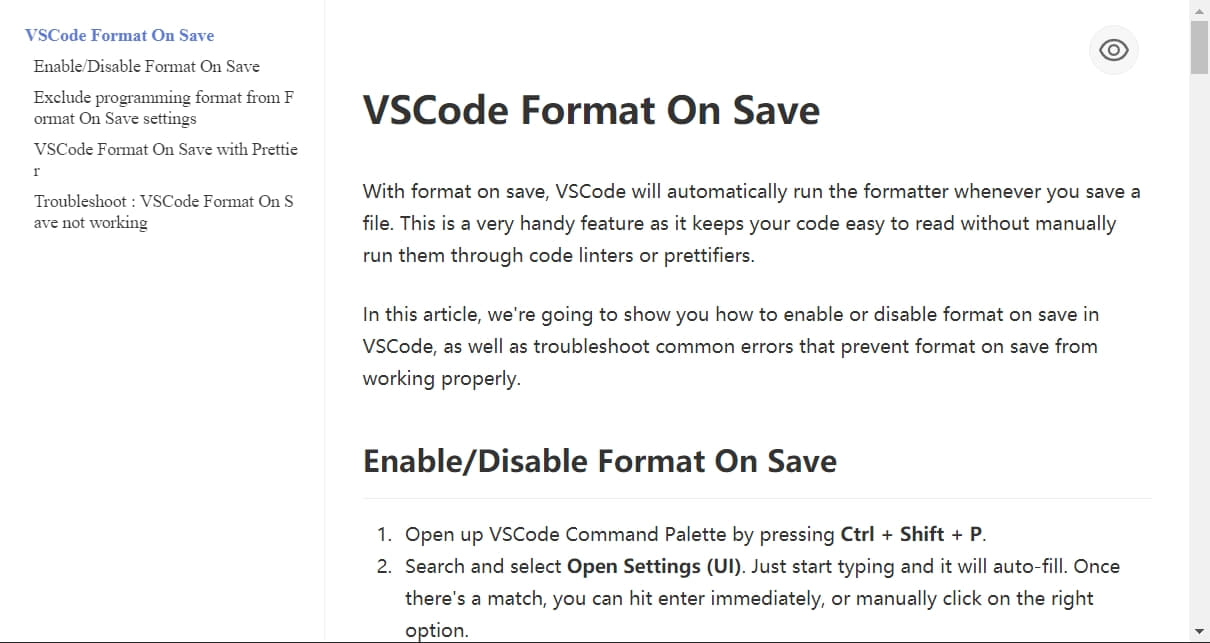 VSCode Format On Save
Enable/Disable Format On Save
Exclude programming format from F
ormat On Save settings
VSCode Format On Save with Prettie
r
Troubleshoot : VSCode Format On S
ave not working
VSCode Format On Save
With format on save, VSCode will automatically run the formatter whenever you save a
file. This is a very handy feature as it keeps your code easy to read without manually
run them through code linters or prettifiers.
In this article, we're going to show you how to enable or disable format on save in
VSCode, as well as troubleshoot common errors that prevent format on save from
working properly.
Enable/Disable Format On Save
1. Open up VSCode Command Palette by pressing Ctrl + Shift + P.
2. Search and select Open Settings (UI). Just start typing and it will auto-fill. Once
there's a match, you can hit enter immediately, or manually click on the right
option.